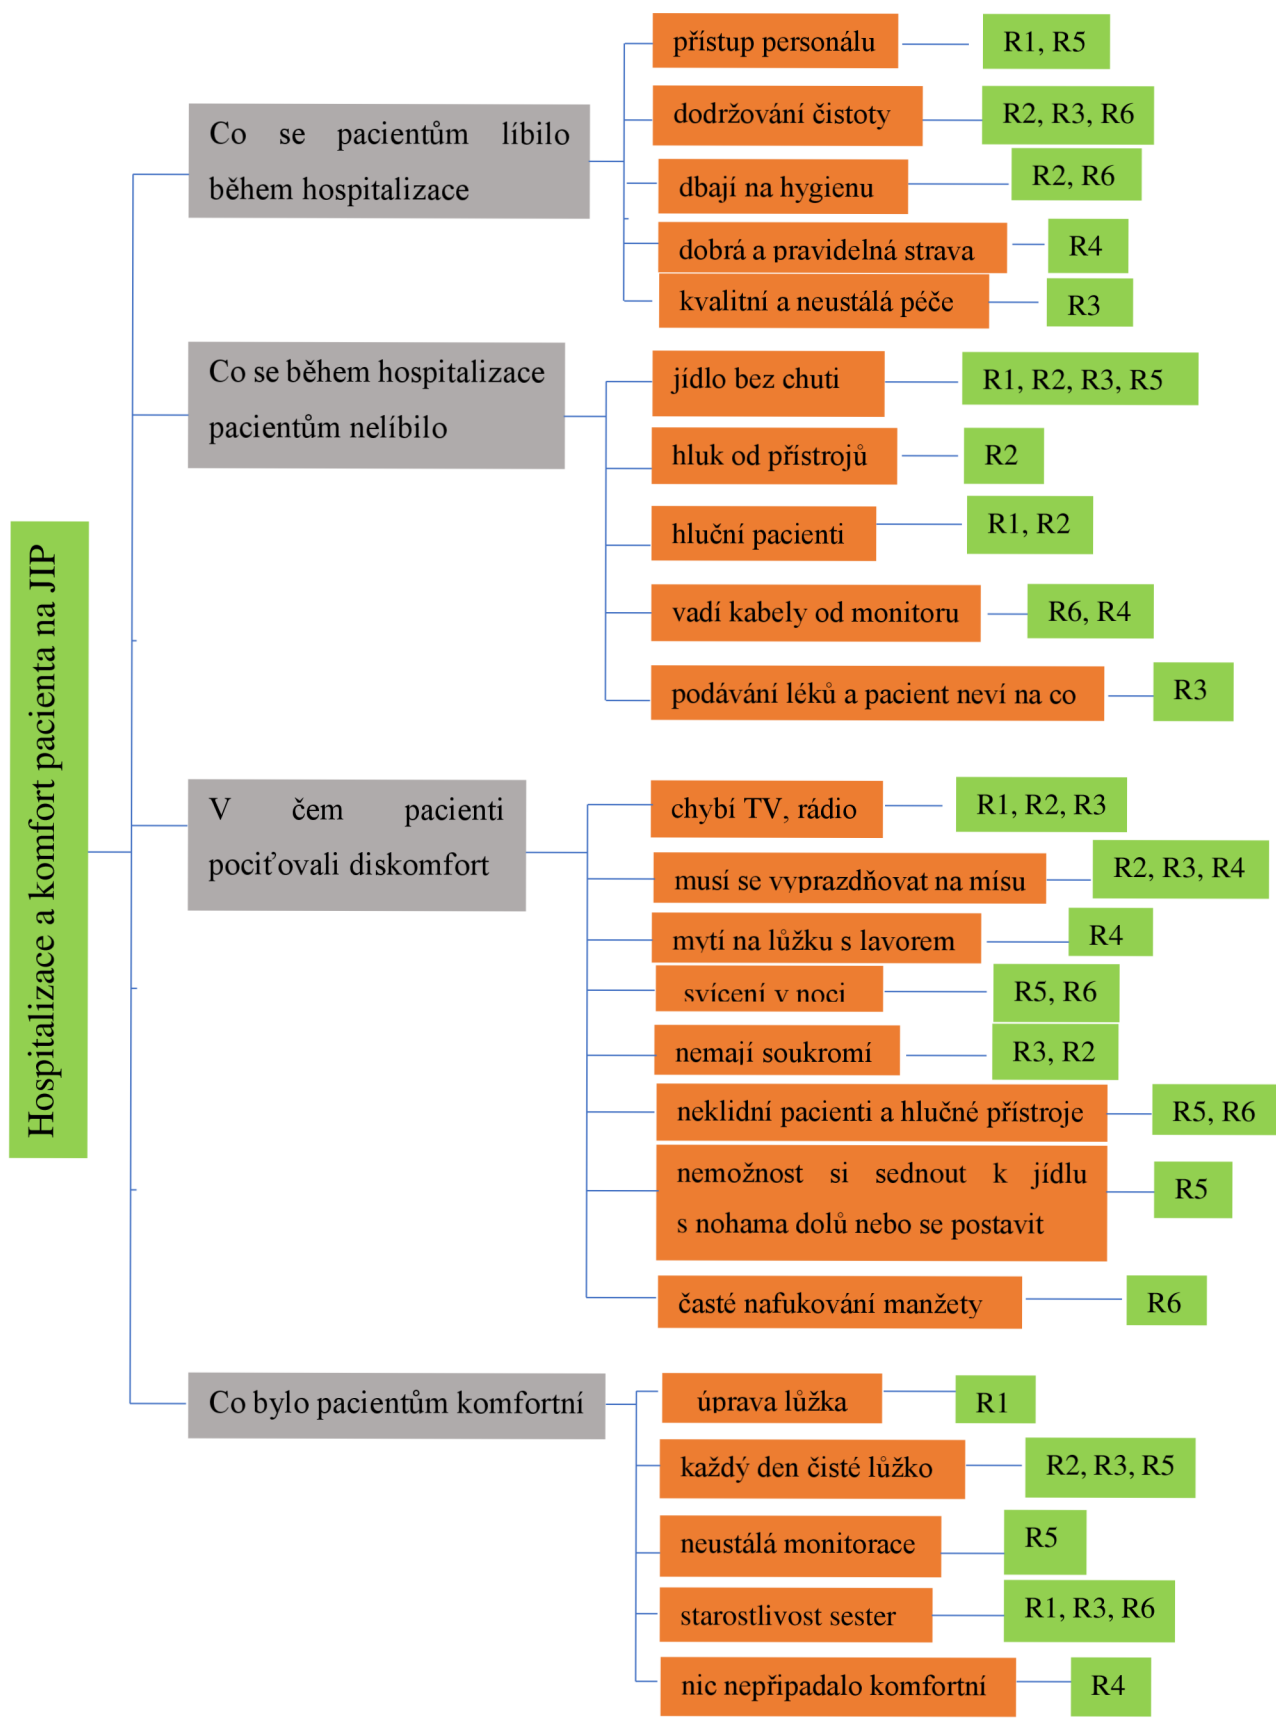 Hospitalizace a komfort pacienta na JIP
Co se pacientům líbilo
během hospitalizace
přístup personálu
R1, R5
dodržování čistoty
R2, R3, R6
dbají na hygienu
R2, R6
dobrá a pravidelná strava
R4
kvalitní a neustálá péče
R3
Co se během hospitalizace
pacientům nelíbilo
jídlo bez chuti
R1, R2, R3, R5
hluk od přístrojů
R2
hluční pacienti
R1, R2
vadí kabely od monitoru
R6, R4
podávání léků a pacient neví na co
R3
V čem pacienti
pociťovali diskomfort
chybí TV, rádio
R1, R2, R3
musí se vyprazdňovat na mísu
R2, R3, R4
mytí na lůžku s lavorem
R4
svícení v noci
R5, R6
nemají soukromí
R3, R2
neklidní pacienti a hlučné přístroje
R5, R6
nemožnost si sednout k jídlu
s nohama dolů nebo se postavit
R5
časté nafukování manžety
R6
Co bylo pacientům komfortní
úprava lůžka
R1
každý den čisté lůžko
R2, R3, R5
neustálá monitorace
R5
starostlivost sester
R1, R3, R6
nic nepřipadalo komfortní
R4